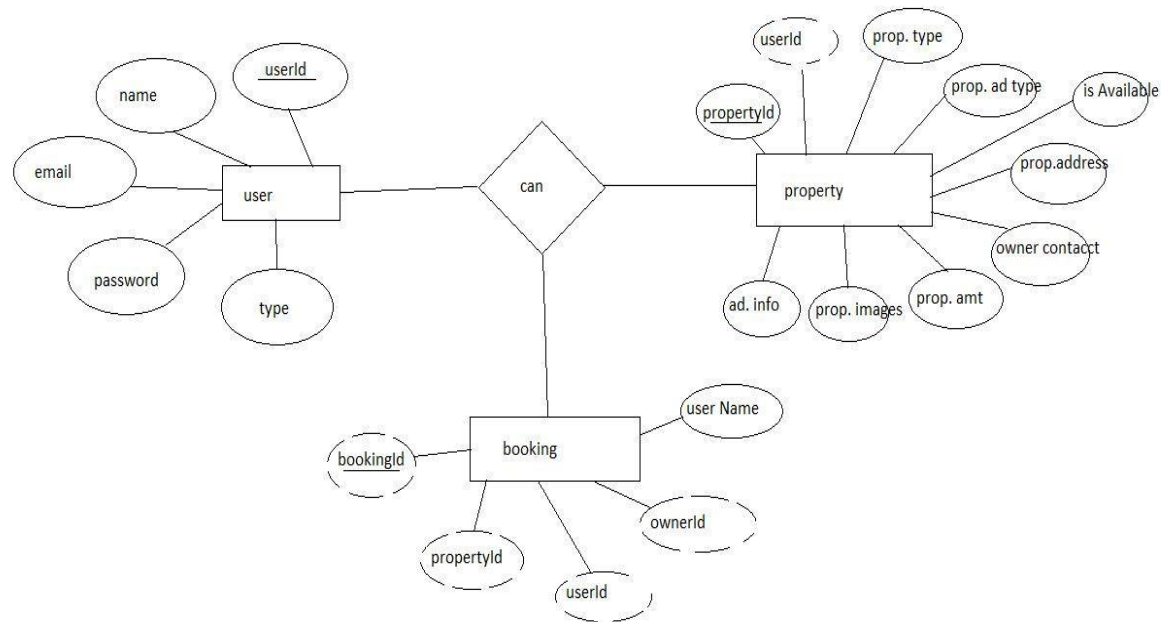 userId
prop. type
userId
prop. ad type
is Available
name
propertyId
email
prop.address
user
can
property
owner contacct
password
type
ad. info
prop. images
prop. amt
user Name
booking
bookingId
ownerId
propertyId
userId